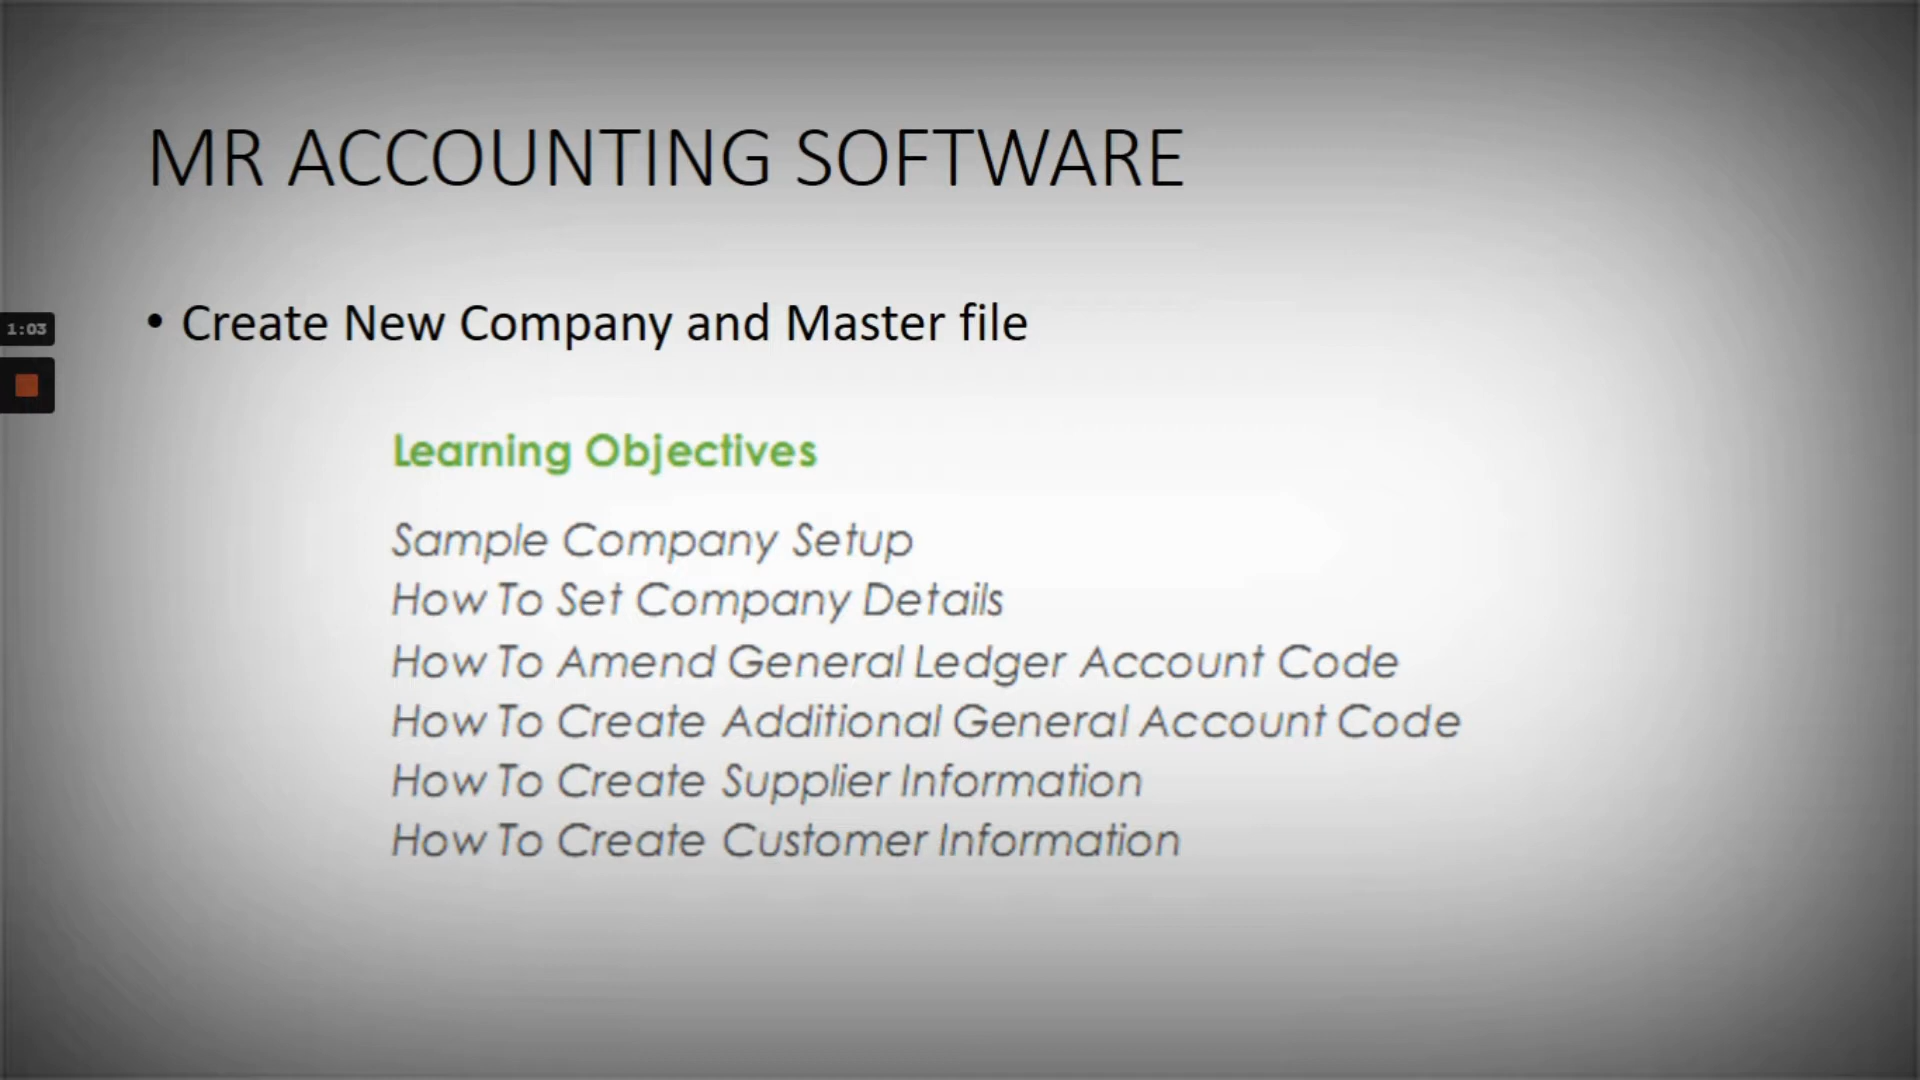 MR ACCOUNTING SOFTWARE
• Create New Company and Master file
1:03
Learning Objectives
Sample Company Setup
How To Set Company Details
How To Amend General Ledger Account Code
How To Create Additional General Account Code
How To Create Supplier Information
How To Create Customer Information